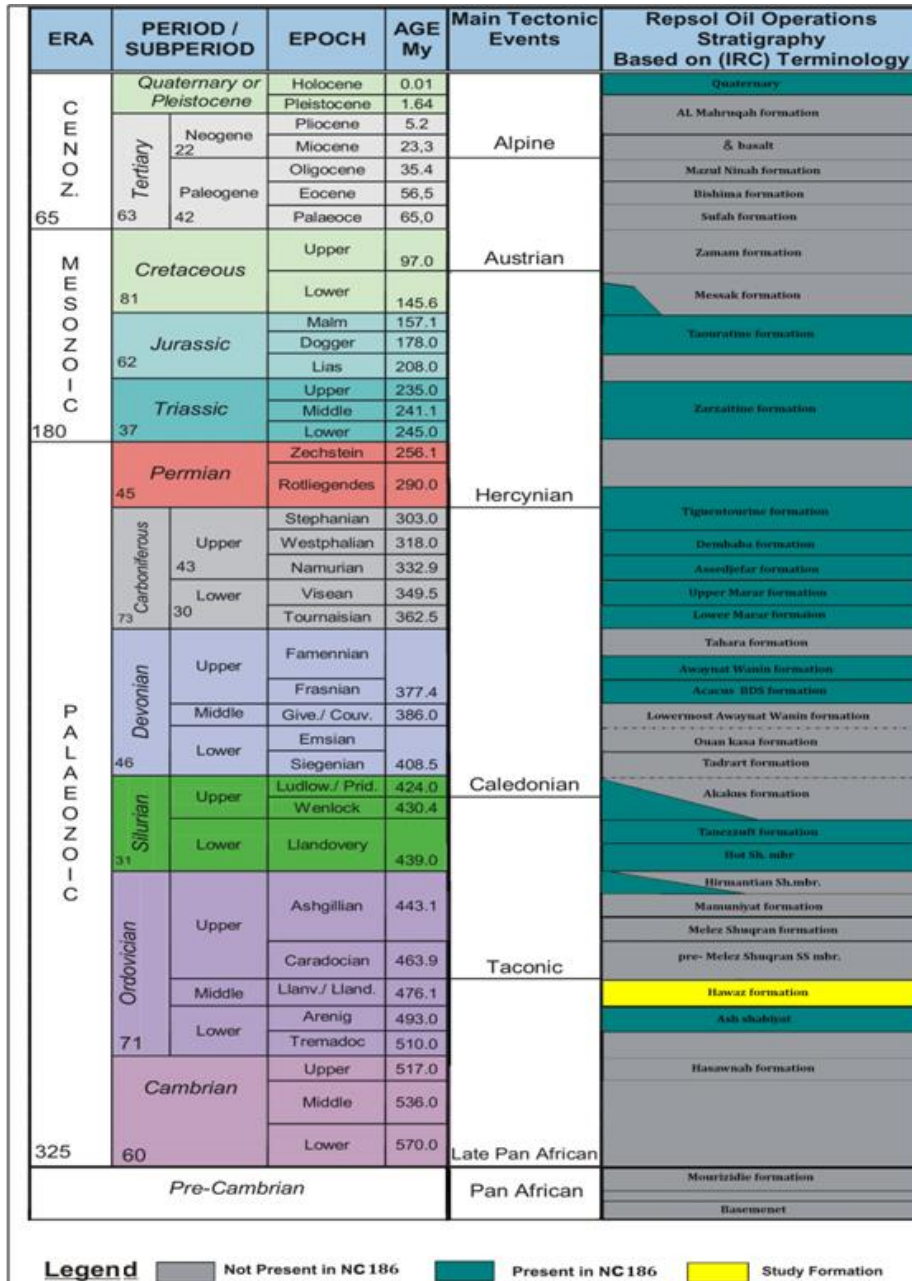 ERA
PERIOD /
SUBPERIOD
EPOCH
AGE
My
Main Tectonic
Events
Repsol Oil Operations
Stratigraphy
Based on (IRC) Terminology
CENOZ.
65
Quaternary or
Pleistocene
Holocene
0.01
Pleistocene
1.64
Tertiary
63
Neogene
22
Pliocene
5.2
Miocene
23,3
Paleogene
42
Oligocene
35.4
Eocene
56,5
Palaeoce
65,0
MESOZOIC
180
Cretaceous
81
Upper
97.0
Lower
145.6
Jurassic
62
Malm
157.1
Dogger
178.0
Lias
208.0
Triassic
37
Upper
235.0
Middle
241.1
Lower
245.0
PALAEOZOIC
325
Permian
45
Zechstein
256.1
Rotliegendes
290.0
Carboniferous
73
Upper
43
Stephanian
303.0
Westphalian
318.0
Namurian
332.9
Lower
30
Visean
349.5
Tournaisian
362.5
Devonian
46
Upper
Famennian
Frasnian
377.4
Middle
Give./ Couv.
386.0
Lower
Emsian
Siegenian
408.5
Silurian
31
Upper
Ludlow./ Prid.
424.0
Wenlock
430.4
Lower
Llandovery
439.0
Ordovician
71
Upper
Ashgillian
443.1
Caradocian
463.9
Middle
Llanv./ Lland.
476.1
Lower
Arenig
493.0
Tremadoc
510.0
Cambrian
60
Upper
517.0
Middle
536.0
Lower
570.0
Pre-Cambrian
Alpine
Austrian
Hercynian
Caledonian
Taconic
Late Pan African
Pan African
Quaternary
AL Mahruqah formation
& basalt
Mazul Ninah formation
Bishima formation
Sufah formation
Zamam formation
Messak formation
Taouratine formation
Zarzaitine formation
Tiguentourine formation
Dembaba formation
Assedjefar formation
Upper Marar formation
Lower Marar formation
Tahara formation
Awaynat Wanin formation
Acacus BDS formation
Lowermost Awaynat Wanin formation
Ouan kasa formation
Tadrart formation
Akakus formation
Tanezzuft formation
Hot Sh. mbr
Hirmantian Sh.mbr.
Mamuniyat formation
Melez Shuqran formation
pre- Melez Shuqran SS mbr.
Hawaz formation
Ash shabiyat
Hasawnah formation
Mourizidie formation
Basemenet
Legend
Not Present in NC 186
Present in NC 186
Study Formation